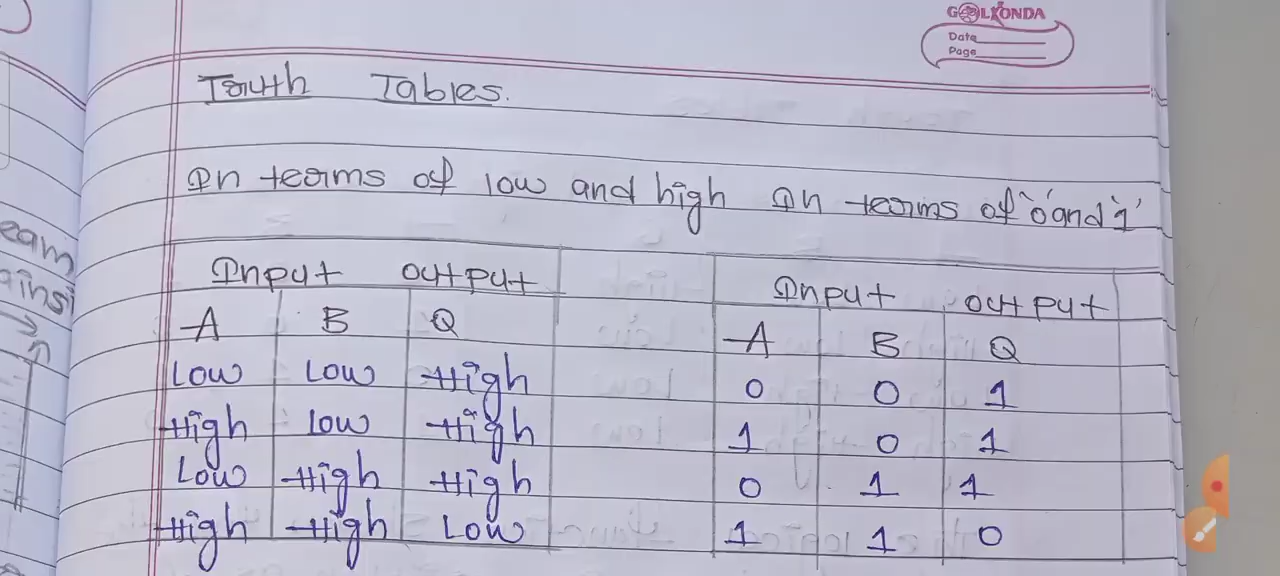 GOLKONDA
Date
Page
Truth Tables.
In terms of low and high In terms of '0' and '1'
Input Output Input Output
A B Q A B Q
Low Low High 0 0 1
High Low High 1 0 1
Low High High 0 1 1
High High Low 1 1 0
eam
ainsi